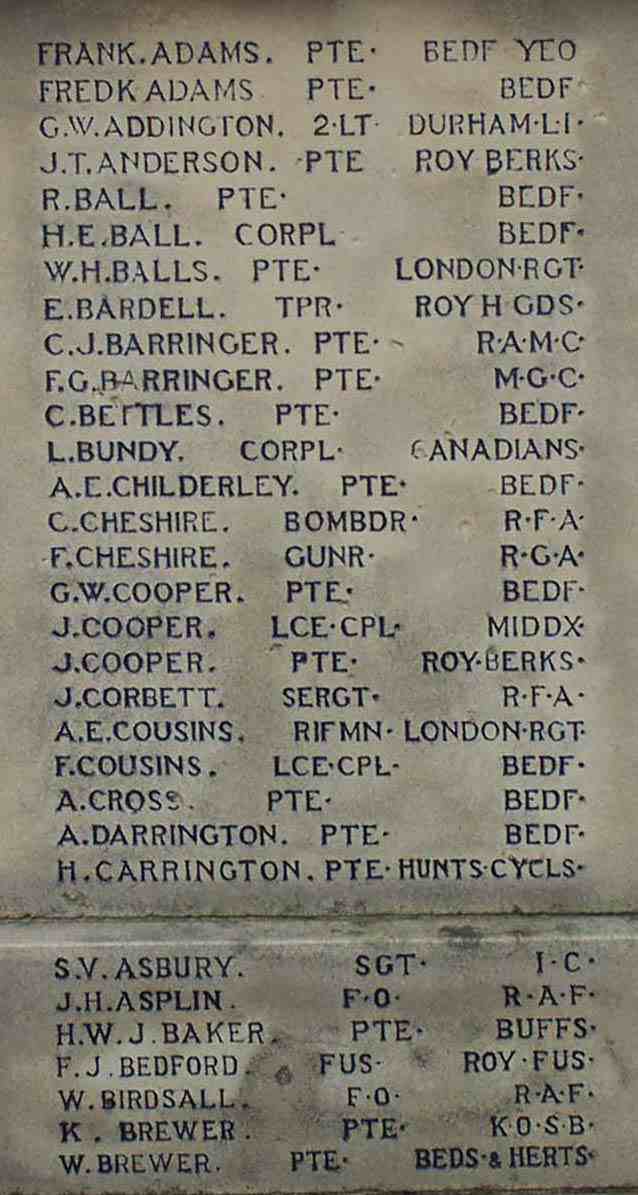 FRANK.ADAMS. PTE· BEDF YEO
FREDK ADAMS PTE· BEDF
G.W.ADDINGTON. 2·LT· DURHAM·L·I·
J.T.ANDERSON. PTE ROY BERKS·
R.BALL. PTE· BEDF·
H.E.BALL. CORPL BEDF·
W.H.BALLS. PTE· LONDON·RGT·
E.BARDELL. TPR· ROY H GDS·
C.J.BARRINGER. PTE· R·A·M·C·
F.G.BARRINGER. PTE· M·G·C·
C.BETTLES. PTE· BEDF·
L.BUNDY. CORPL· CANADIANS·
A.E.CHILDERLEY. PTE· BEDF·
C.CHESHIRE. BOMBDR· R·F·A·
F.CHESHIRE. GUNR· R·G·A·
G.W.COOPER. PTE· BEDF·
J.COOPER. LCE·CPL· MIDDX·
J.COOPER. PTE· ROY·BERKS·
J.CORBETT. SERGT· R·F·A·
A.E.COUSINS. RIFMN· LONDON·RGT·
F.COUSINS. LCE·CPL· BEDF·
A.CROSS. PTE· BEDF·
A.DARRINGTON. PTE· BEDF·
H.CARRINGTON. PTE· HUNTS·CYCLS·
S.V.ASBURY. SGT· I·C·
J.H.ASPLIN. F·O· R·A·F·
H.W.J.BAKER. PTE· BUFFS·
F.J.BEDFORD. FUS· ROY·FUS·
W.BIRDSALL. F·O· R·A·F·
K. BREWER. PTE· K·O·S·B·
W.BREWER. PTE· BEDS·&HERTS·